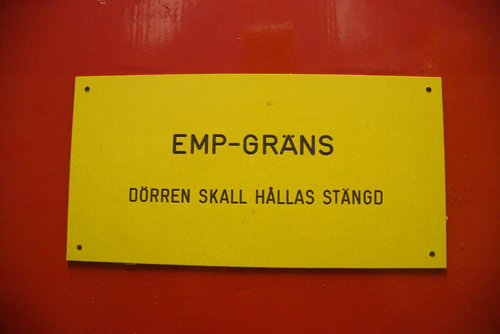 EMP-GRÄNS
DÖRREN SKALL HÅLLAS STÄNGD